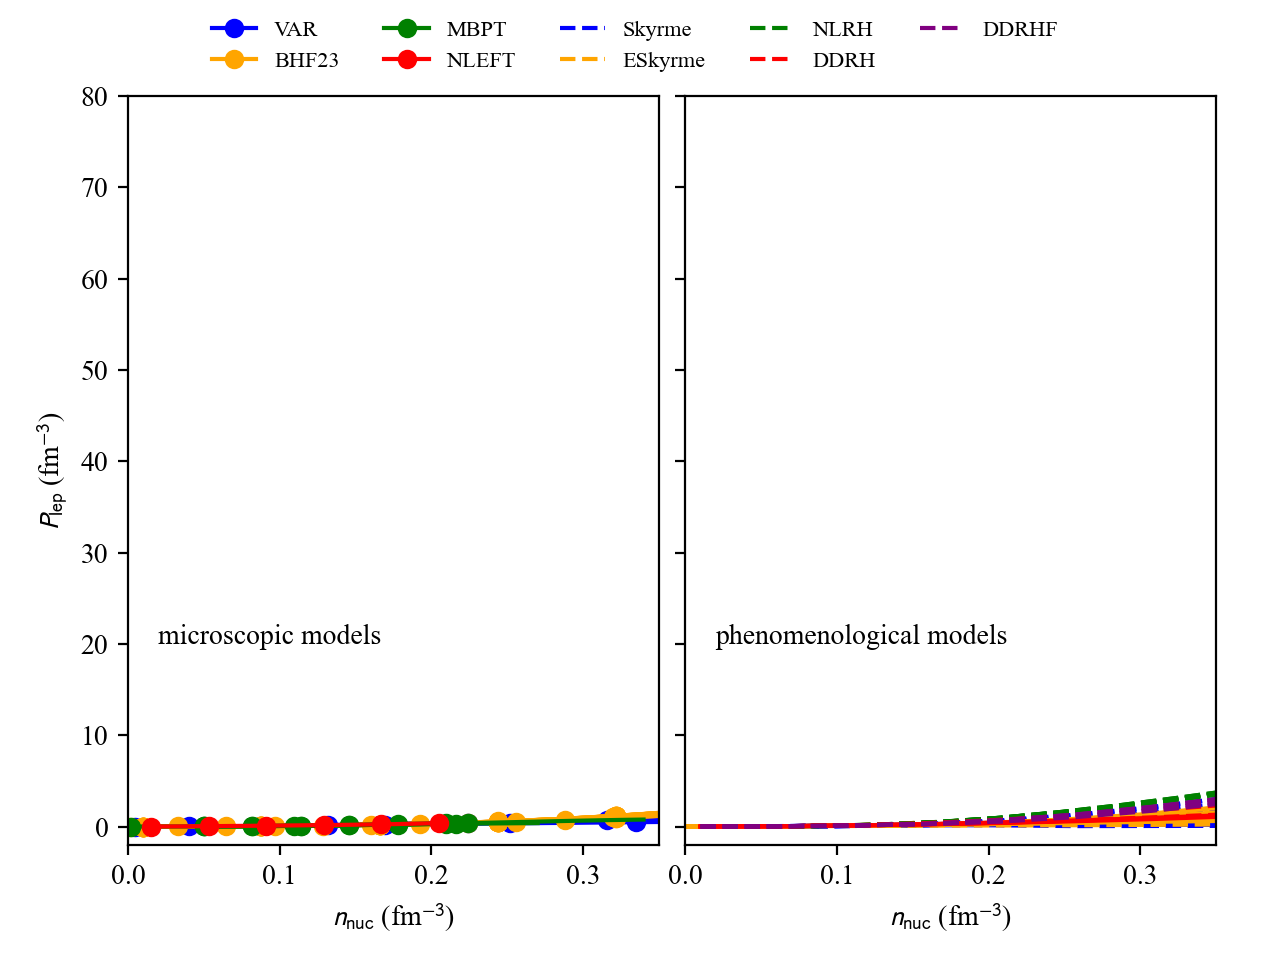 VAR MBPT Skyrme NLRH DDRHF
BHF23 NLEFT ESkyrme DDRH
80
70
60
50
40
30
20
10
0
P_lep (fm⁻³)
microscopic models
phenomenological models
0.0 0.1 0.2 0.3 0.0 0.1 0.2 0.3
n_nuc (fm⁻³) n_nuc (fm⁻³)